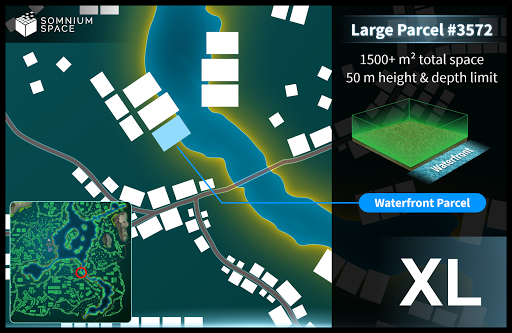 SOMNIUM
SPACE
Large Parcel #3572
1500+ m² total space
50 m height & depth limit
Waterfront
Waterfront Parcel
XL